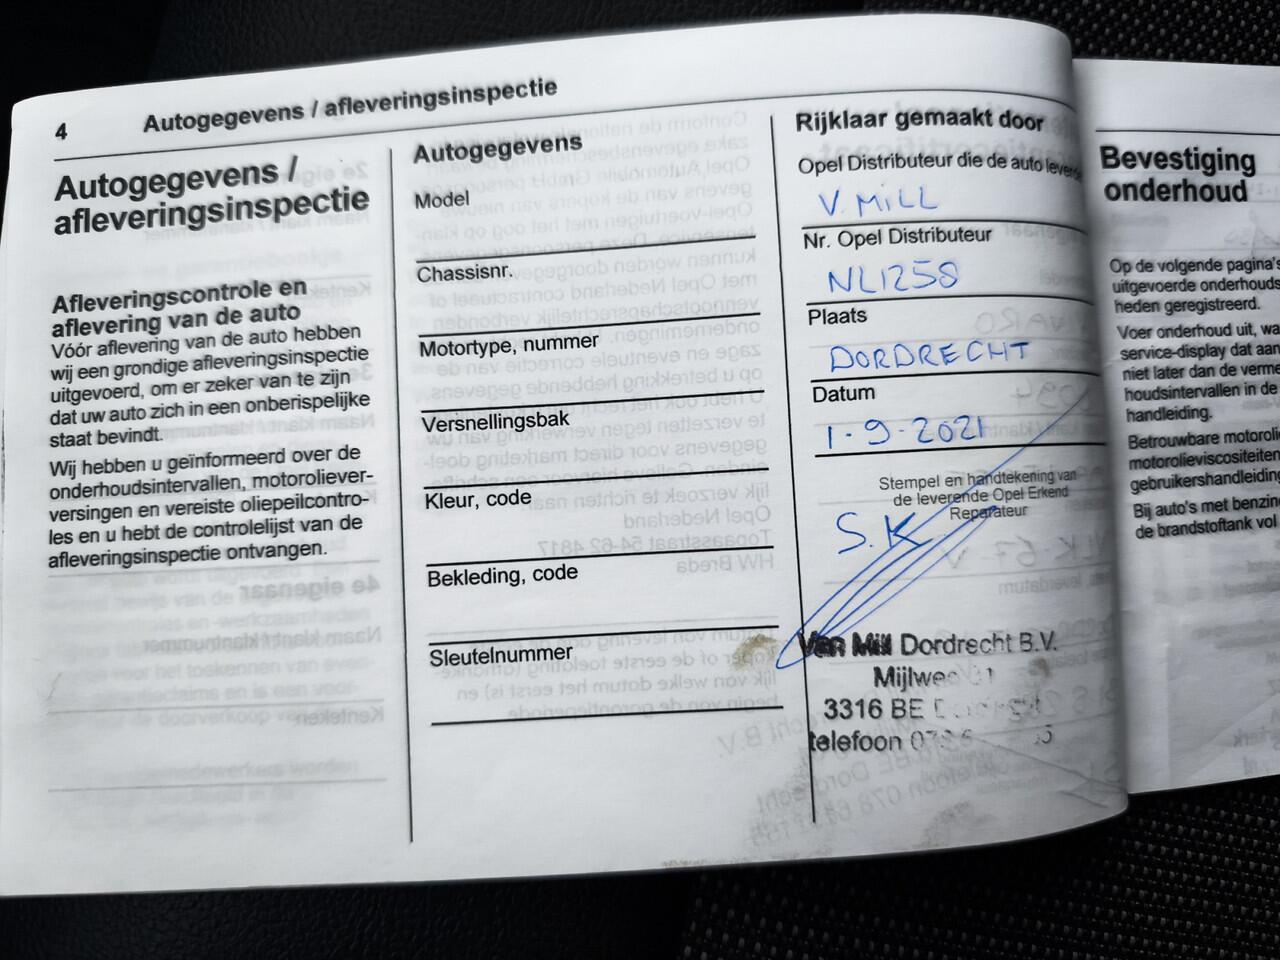 4
Autogegevens / afleveringsinspectie
Autogegevens /
afleveringsinspectie
Afleveringscontrole en
aflevering van de auto
Vóór aflevering van de auto hebben
wij een grondige afleveringsinspectie
uitgevoerd, om er zeker van te zijn
dat uw auto zich in een onberispelijke
staat bevindt.
Wij hebben u geïnformeerd over de
onderhoudsintervallen, motoroliever-
versingen en vereiste oliepeilcontro-
les en u hebt de controlelijst van de
afleveringsinspectie ontvangen.
Autogegevens
Model
Chassisnr.
Motortype, nummer
Versnellingsbak
Kleur, code
Bekleding, code
Sleutelnummer
Rijklaar gemaakt door
Opel Distributeur die de auto leverde
V. MILL
Nr. Opel Distributeur
NL1258
Plaats
DORDRECHT
Datum
1-9-2021
Stempel en handtekening van
de leverende Opel Erkend
Reparateur
S.K
Van Mill Dordrecht B.V.
Mijlweg
3316 BE
telefoon
Bevestiging
onderhoud
Op de volgende pagina's
uitgevoerde onderhouds
heden geregistreerd.
Voer onderhoud uit, wa
service-display dat aan
niet later dan de verme
houdsintervallen in de
handleiding.
Betrouwbare motoroli
motorolieviscositeiten
gebruikershandleiding
Bij auto's met benzin
de brandstoftank vol